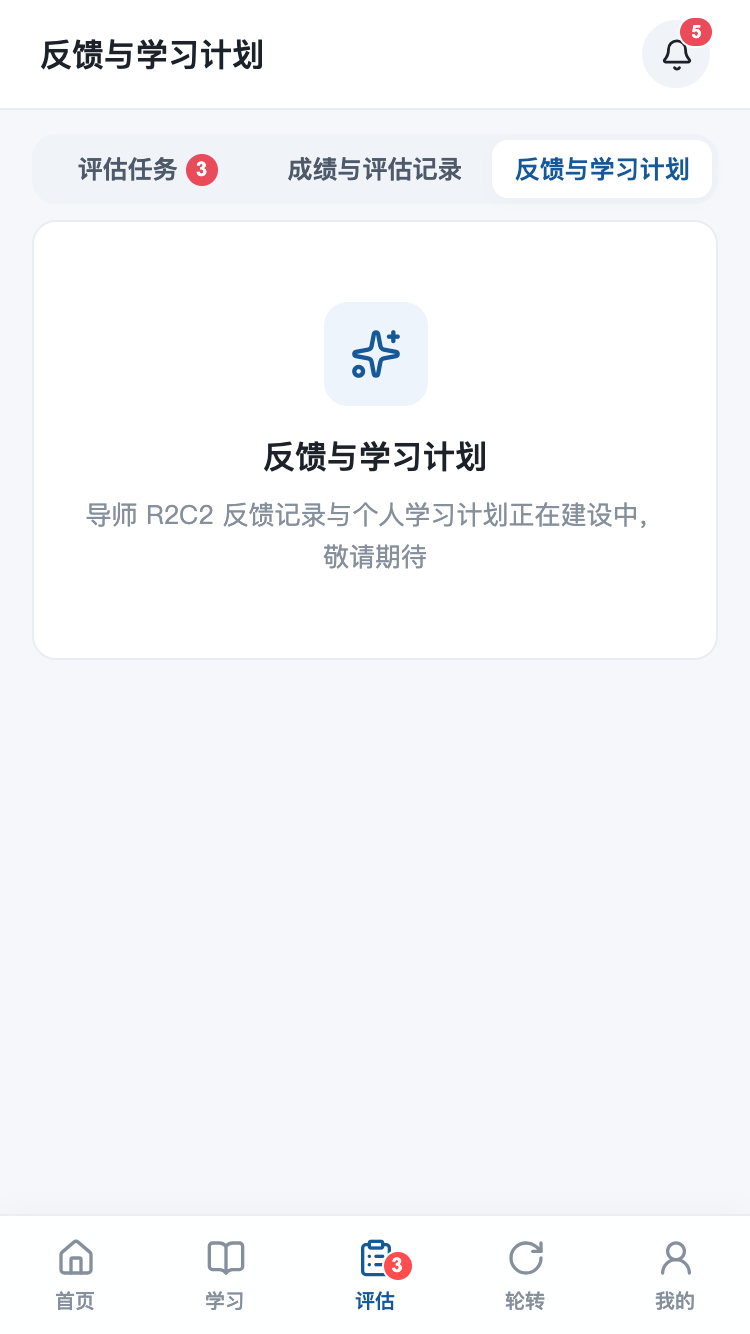 反馈与学习计划
5
评估任务 3
成绩与评估记录
反馈与学习计划
反馈与学习计划
导师 R2C2 反馈记录与个人学习计划正在建设中，
敬请期待
3
首页
学习
评估
轮转
我的